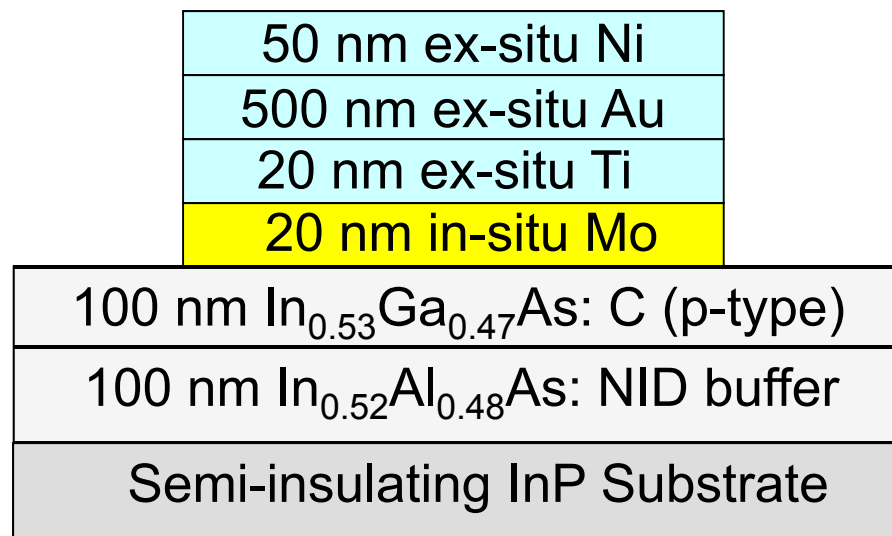 50 nm ex-situ Ni
500 nm ex-situ Au
20 nm ex-situ Ti
20 nm in-situ Mo
100 nm In₀.₅₃Ga₀.₄₇As: C (p-type)
100 nm In₀.₅₂Al₀.₄₈As: NID buffer
Semi-insulating InP Substrate